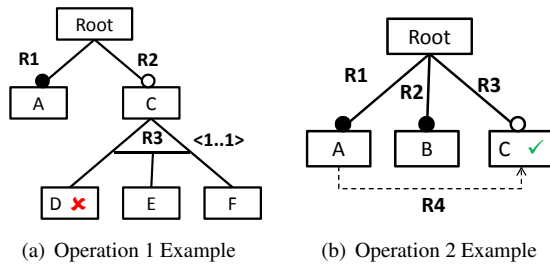 Root
R1
R2
A
C
R3
<1..1>
D
E
F
(a) Operation 1 Example
Root
R1
R2
R3
A
B
C
R4
(b) Operation 2 Example